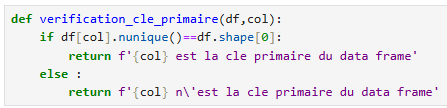 def verification_cle_primaire(df,col):
    if df[col].nunique()==df.shape[0]:
        return f'{col} est la cle primaire du data frame'
    else :
        return f'{col} n\'est la cle primaire du data frame'